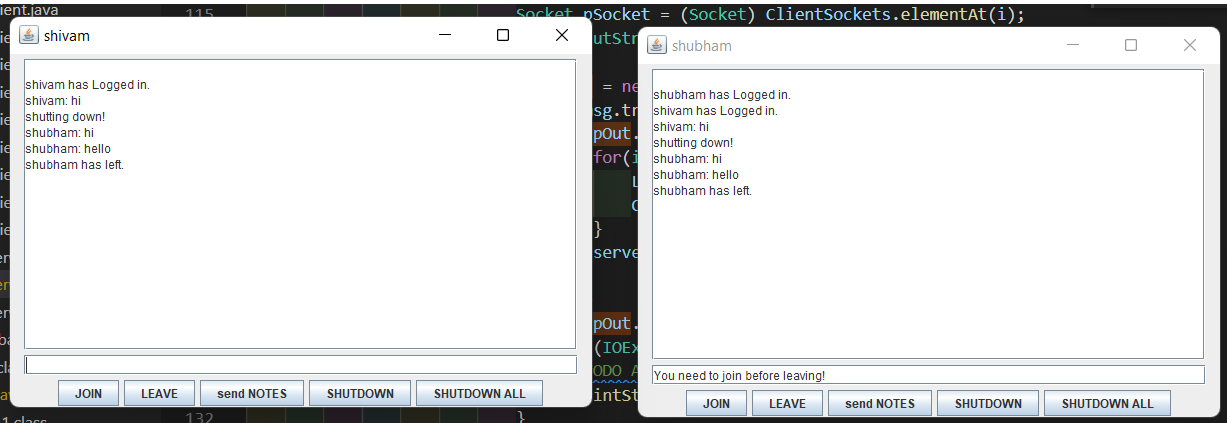 ient.java
115
Socket pSocket = (Socket) ClientSockets.elementAt(i);
shivam
shivam has Logged in.
shivam: hi
shutting down!
shubham: hi
shubham: hello
shubham has left.
JOIN LEAVE send NOTES SHUTDOWN SHUTDOWN ALL
utStr
= ne
sg.tr
pOut.
for(i
L
}
serve
pOut.
(IOEx
ODO A
intSt
132
}
1.class
shubham
shubham has Logged in.
shivam has Logged in.
shivam: hi
shutting down!
shubham: hi
shubham: hello
shubham has left.
You need to join before leaving!
JOIN LEAVE send NOTES SHUTDOWN SHUTDOWN ALL